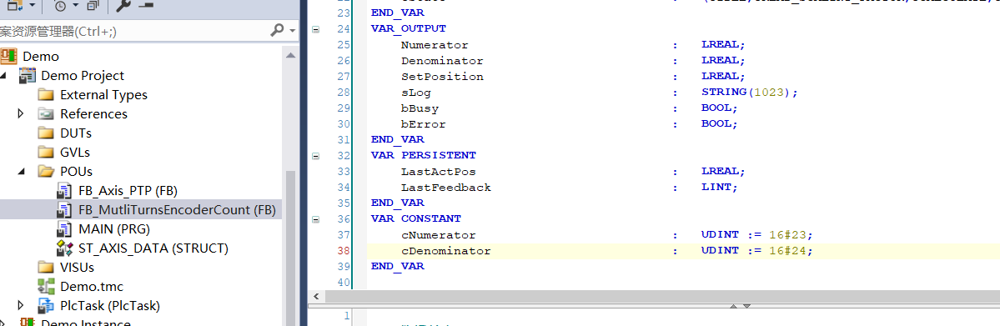 案资源管理器(Ctrl+;)
Demo
Demo Project
External Types
References
DUTs
GVLs
POUs
FB_Axis_PTP (FB)
FB_MutliTurnsEncoderCount (FB)
MAIN (PRG)
ST_AXIS_DATA (STRUCT)
VISUs
Demo.tmc
PlcTask (PlcTask)
Demo Instance
23 END_VAR
24 VAR_OUTPUT
25 Numerator : LREAL;
26 Denominator : LREAL;
27 SetPosition : LREAL;
28 sLog : STRING(1023);
29 bBusy : BOOL;
30 bError : BOOL;
31 END_VAR
32 VAR PERSISTENT
33 LastActPos : LREAL;
34 LastFeedback : LINT;
35 END_VAR
36 VAR CONSTANT
37 cNumerator : UDINT := 16#23;
38 cDenominator : UDINT := 16#24;
39 END_VAR
40
1